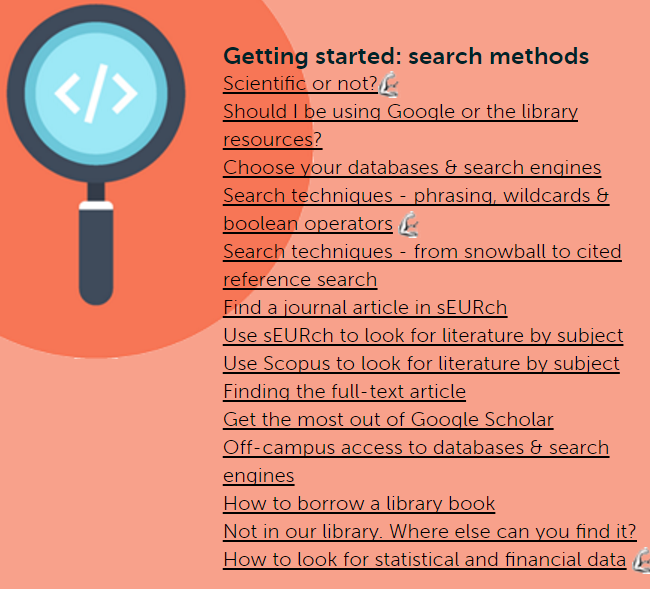 </>
Getting started: search methods
Scientific or not?
Should I be using Google or the library
resources?
Choose your databases & search engines
Search techniques - phrasing, wildcards &
boolean operators
Search techniques - from snowball to cited
reference search
Find a journal article in sEURch
Use sEURch to look for literature by subject
Use Scopus to look for literature by subject
Finding the full-text article
Get the most out of Google Scholar
Off-campus access to databases & search
engines
How to borrow a library book
Not in our library. Where else can you find it?
How to look for statistical and financial data